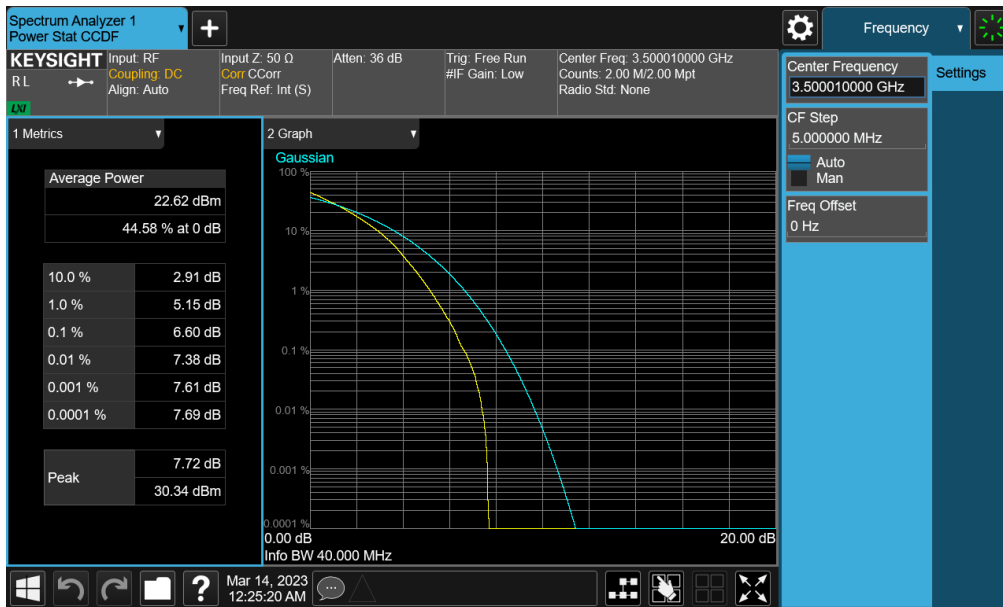 Spectrum Analyzer 1
Power Stat CCDF
Frequency
KEYSIGHT
RL
LXI
Input: RF
Coupling: DC
Align: Auto
Input Z: 50 Ω
Corr CCorr
Freq Ref: Int (S)
Atten: 36 dB
Trig: Free Run
#IF Gain: Low
Center Freq: 3.500010000 GHz
Counts: 2.00 M/2.00 Mpt
Radio Std: None
Center Frequency
3.500010000 GHz
Settings
CF Step
5.000000 MHz
Auto
Man
Freq Offset
0 Hz
1 Metrics
Average Power
22.62 dBm
44.58 % at 0 dB
10.0 % 2.91 dB
1.0 % 5.15 dB
0.1 % 6.60 dB
0.01 % 7.38 dB
0.001 % 7.61 dB
0.0001 % 7.69 dB
Peak
7.72 dB
30.34 dBm
2 Graph
Gaussian
100 %
10 %
1 %
0.1 %
0.01 %
0.001 %
0.0001 %
0.00 dB 20.00 dB
Info BW 40.000 MHz
?
Mar 14, 2023
12:25:20 AM